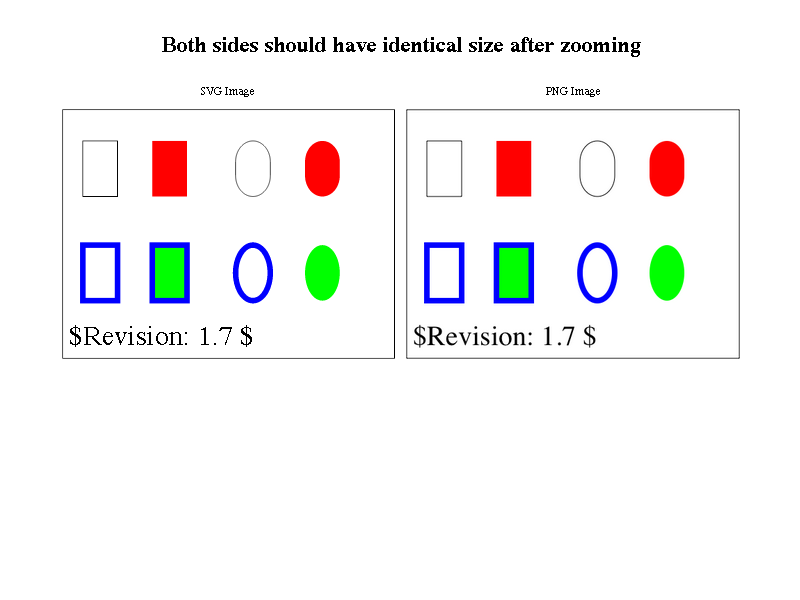 Both sides should have identical size after zooming
SVG Image
PNG Image
$Revision: 1.7 $
$Revision: 1.7 $